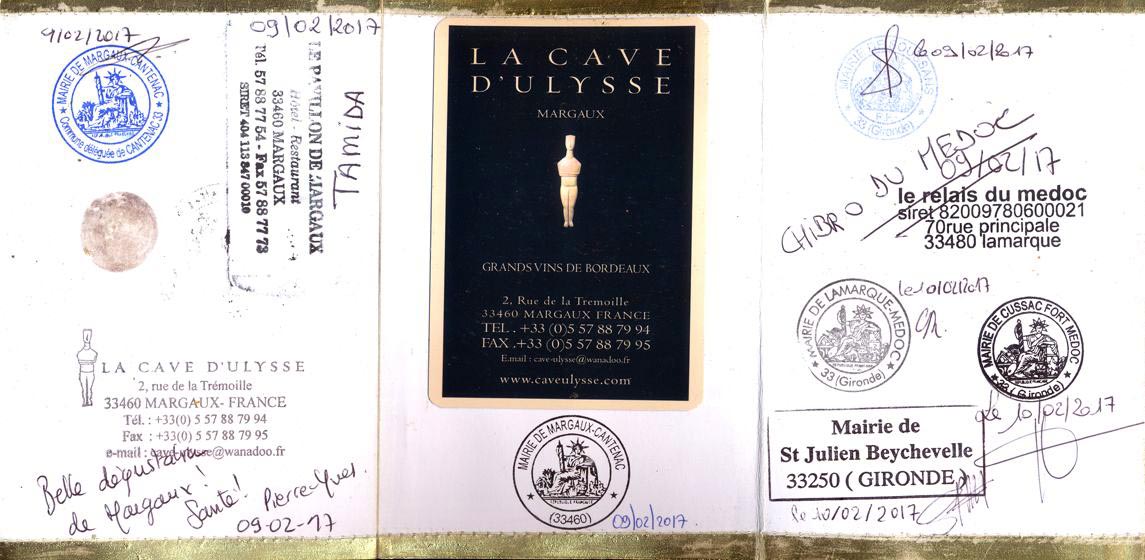 9/02/2017
MAIRIE DE MARGAUX-CANTENAC
Commune déléguée de CANTENAC 33
09/02/2017
LE PAVILLON DE MARGAUX
Hôtel - Restaurant
33460 MARGAUX
Tél. 57 88 77 54 - Fax 57 88 77 73
SIRET 404 113 847 00010
LA CAVE D'ULYSSE
2, rue de la Trémoille
33460 MARGAUX- FRANCE
Tél. : +33(0) 5 57 88 79 94
Fax : +33(0) 5 57 88 79 95
e-mail : cave-ulysse@wanadoo.fr
Belle dégustation
de Margaux !
Santé! Pierre-Yves.
09-02-17
LA CAVE
D'ULYSSE
MARGAUX
GRANDS VINS DE BORDEAUX
2, Rue de la Tremoille
33460 MARGAUX FRANCE
TEL . +33 (0)5 57 88 79 94
FAX .+33 (0)5 57 88 79 95
E.mail : cave-ulysse@wanadoo.fr
www.caveulysse.com
MAIRIE DE MARGAUX-CANTENAC
RÉPUBLIQUE FRANÇAISE
(33460)
09/02/2017.
Le 09/02/2017
MAIRIE DE
R.F.
33 (Gironde)
CHIBRO DU MEDOC
09/02/17
le relais du medoc
siret 82009780600021
70rue principale
33480 lamarque
MAIRIE DE LAMARQUE-MEDOC
33 (Gironde)
le 10/02/2017
MAIRIE DE CUSSAC FORT MEDOC
33 (Gironde)
Le 10/02/2017
Mairie de
St Julien Beychevelle
33250 ( GIRONDE )
le 10/02/2017